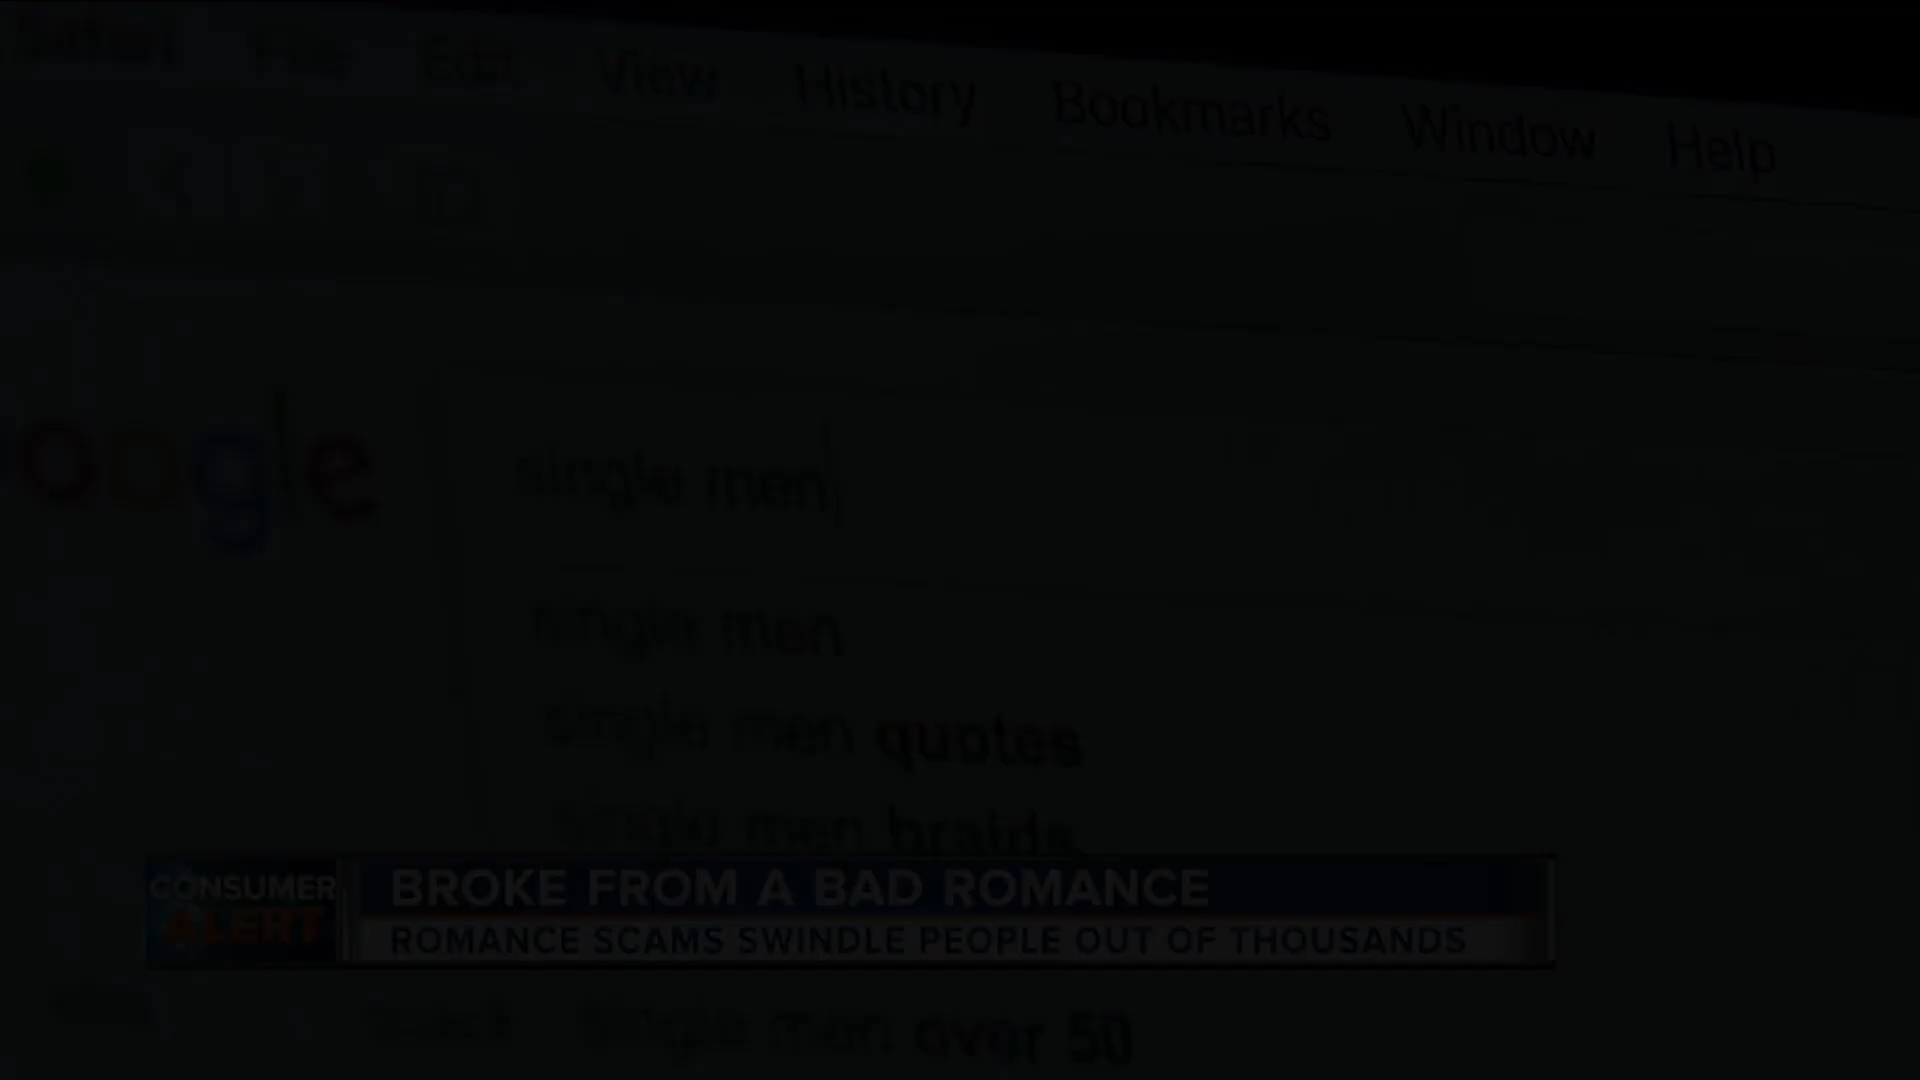 Safari File Edit View History Bookmarks Window Help
oogle
single men
single men
single men quotes
single men braids
CONSUMER ALERT
BROKE FROM A BAD ROMANCE
ROMANCE SCAMS SWINDLE PEOPLE OUT OF THOUSANDS
single men over 50